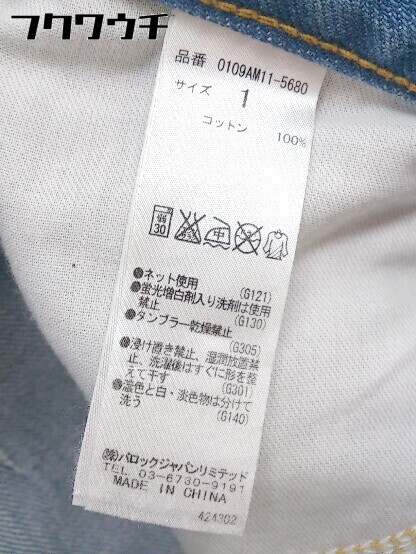 フクワウチ
品番 0109AM11-5680
サイズ 1
コットン 100%
弱
30
中
●ネット使用 (G121)
●蛍光増白剤入り洗剤は使用
禁止 (G130)
●タンブラー乾燥禁止
(G305)
●浸け置き禁止、湿潤放置禁
止、洗濯後はすぐに形を整
えて干す (G301)
●濃色と白・淡色物は分けて
洗う (G140)
㈱バロックジャパンリミテッド
TEL 03-6730-9191
MADE IN CHINA
424302